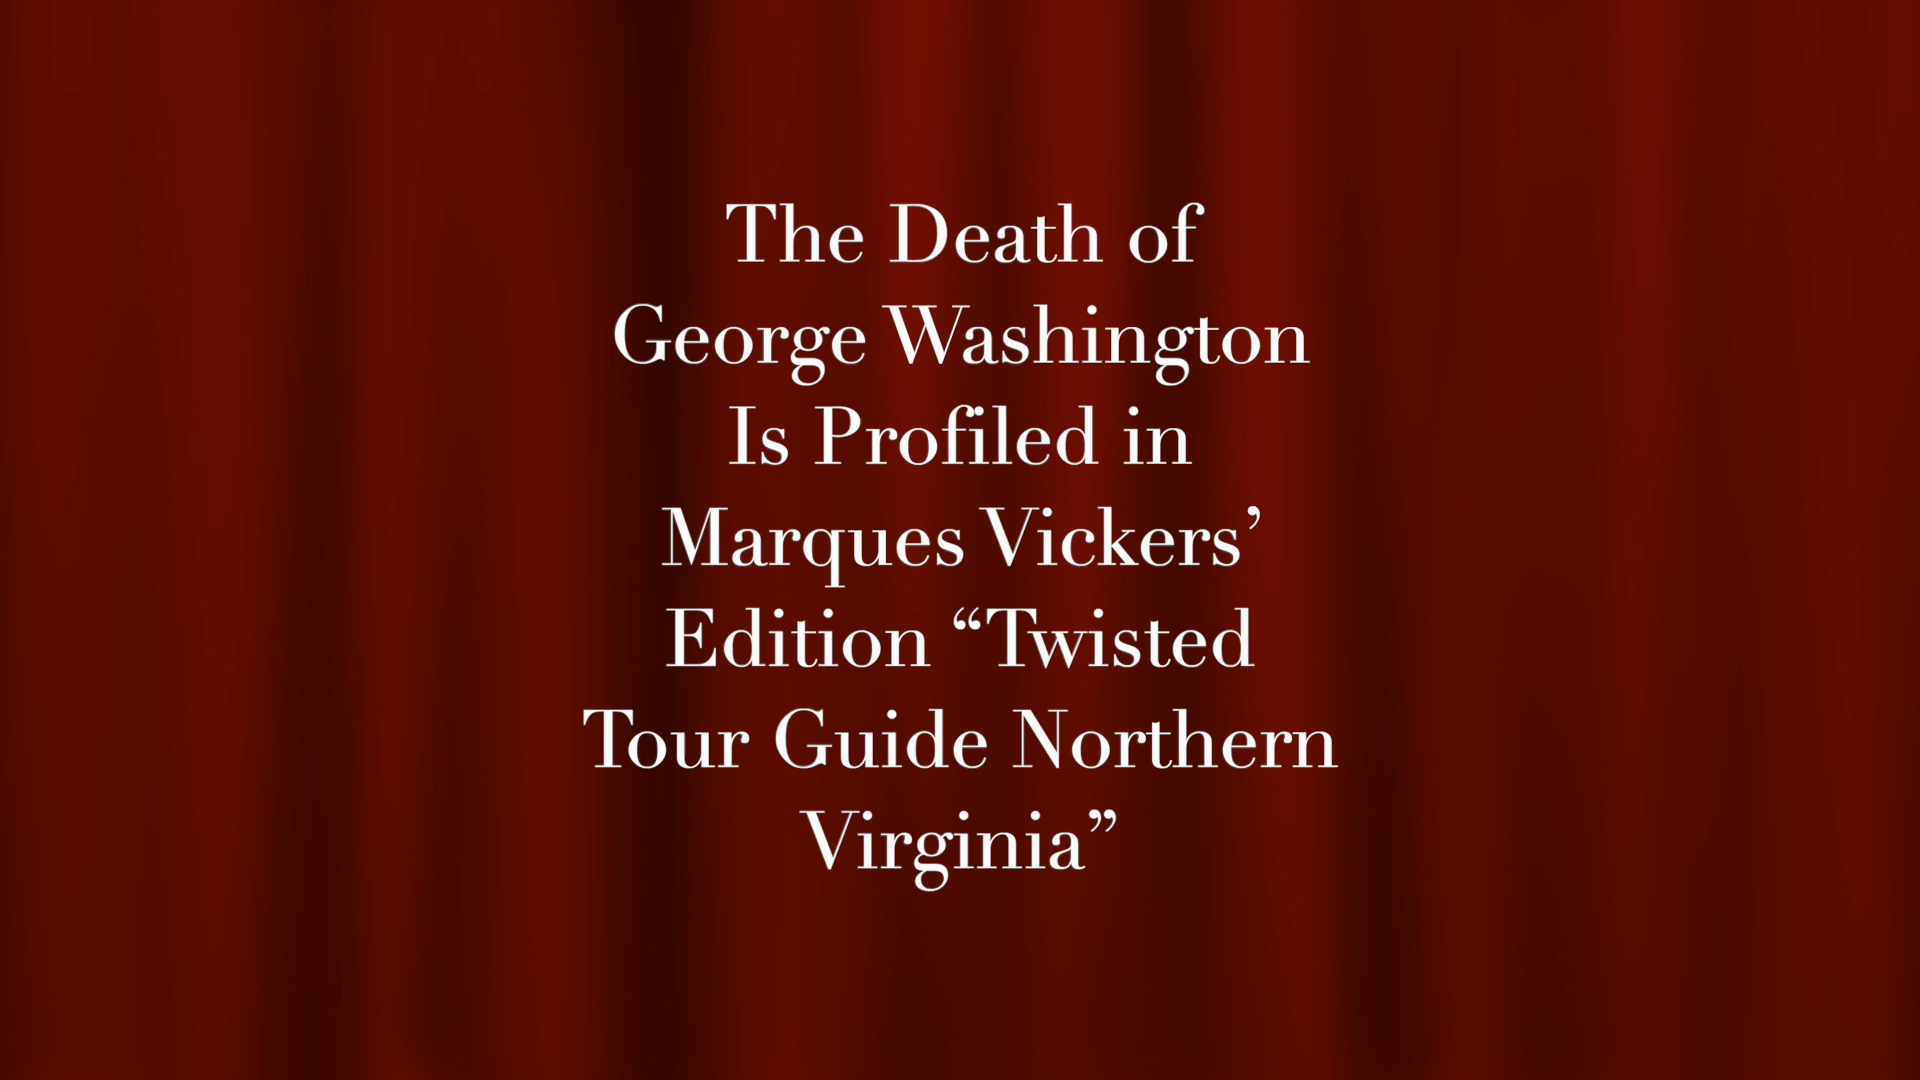 The Death of
George Washington
Is Profiled in
Marques Vickers’
Edition “Twisted
Tour Guide Northern
Virginia”